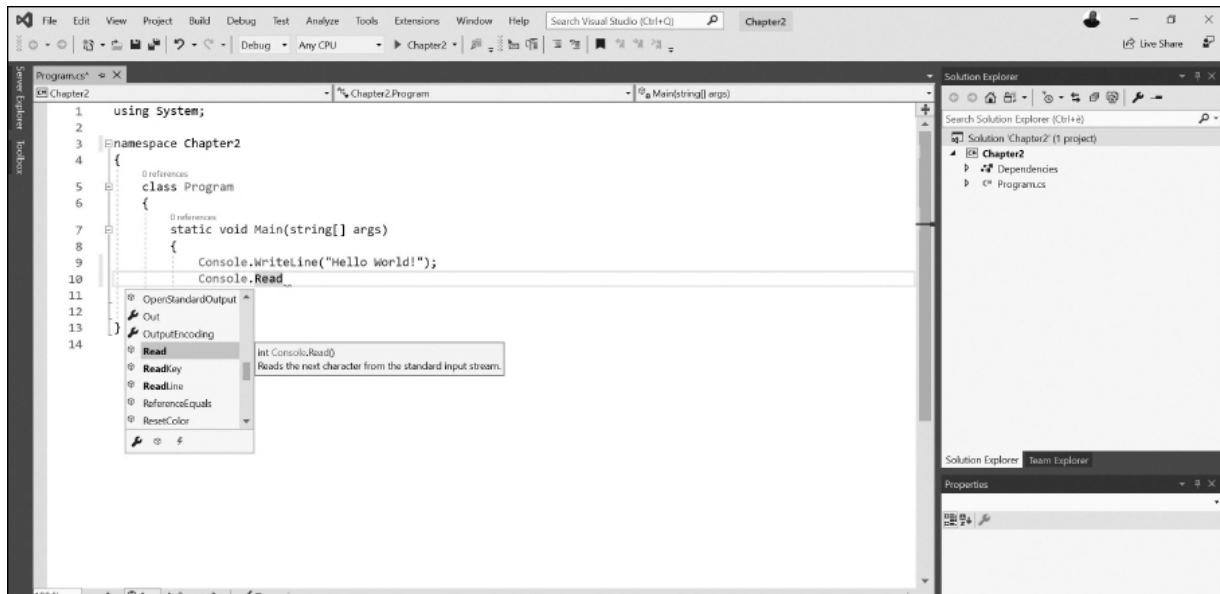 File Edit View Project Build Debug Test Analyze Tools Extensions Window Help Search Visual Studio (Ctrl+Q) Chapter2
Debug Any CPU Chapter2 Live Share
Server Explorer
Toolbox
Program.cs*
Chapter2 Chapter2.Program Main(string[] args)
1 using System;
2
3 namespace Chapter2
4 {
0 references
5 class Program
6 {
0 references
7 static void Main(string[] args)
8 {
9 Console.WriteLine("Hello World!");
10 Console.Read
11
12
13 }
14
OpenStandardOutput
Out
OutputEncoding
Read
ReadKey
ReadLine
ReferenceEquals
ResetColor
int Console.Read()
Reads the next character from the standard input stream.
Solution Explorer
Search Solution Explorer (Ctrl+è)
Solution 'Chapter2' (1 project)
C# Chapter2
Dependencies
C# Program.cs
Solution Explorer Team Explorer
Properties